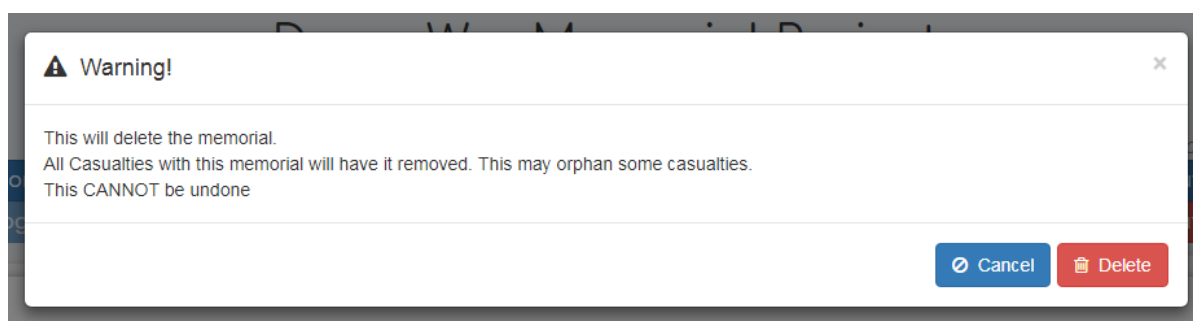 Warning!
×
This will delete the memorial.
All Casualties with this memorial will have it removed. This may orphan some casualties.
This CANNOT be undone
Cancel
Delete